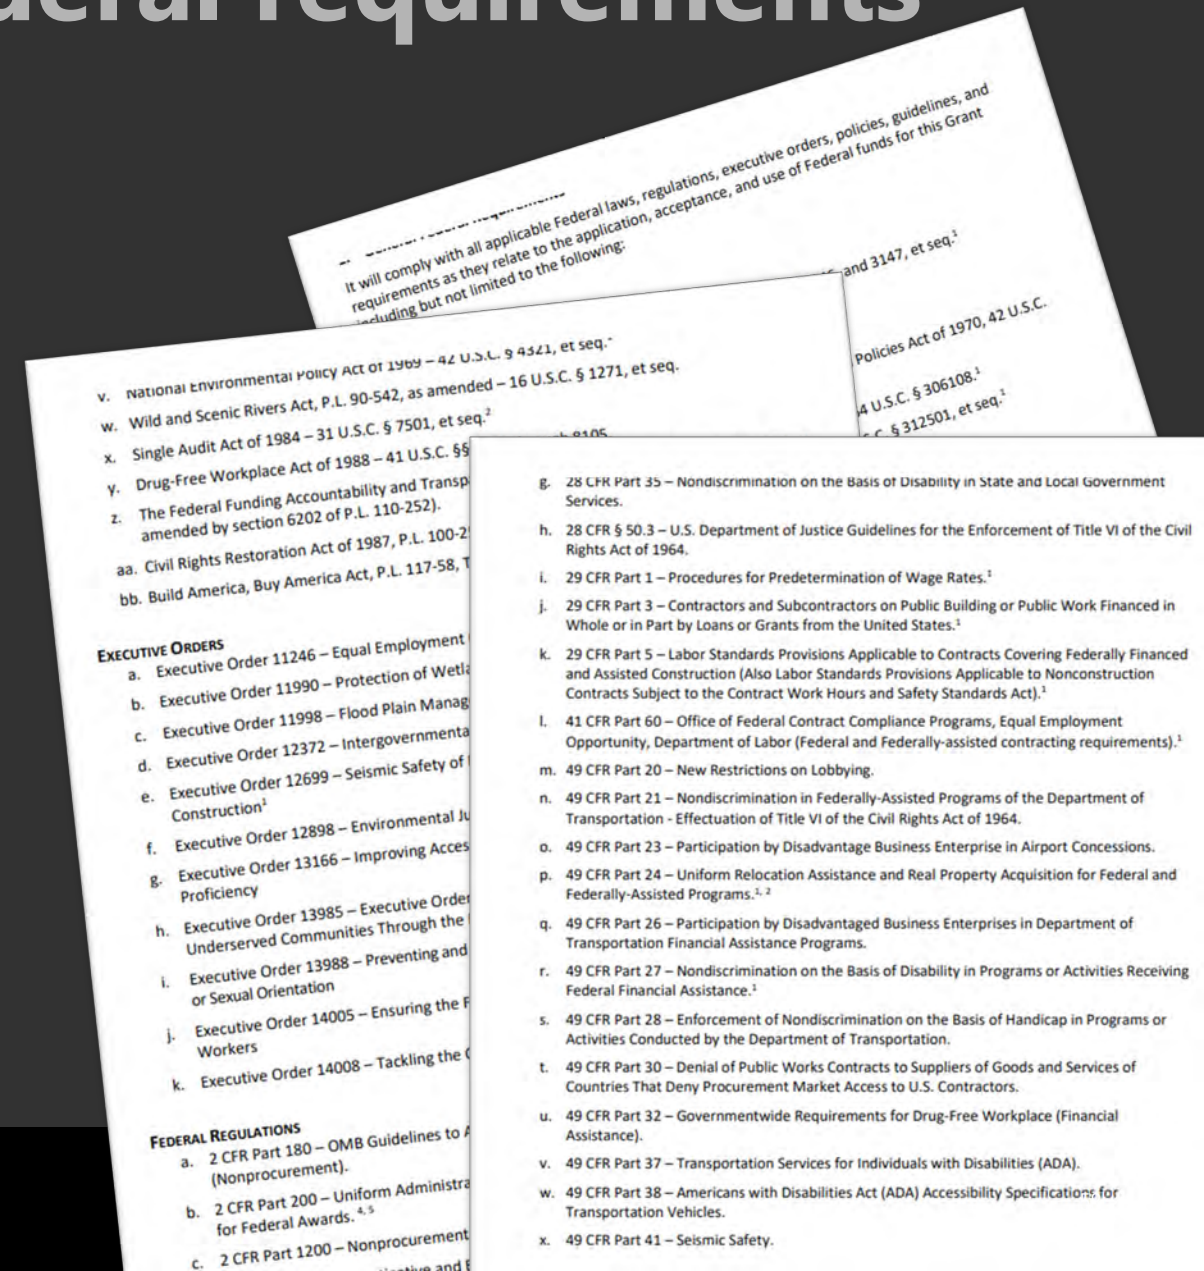 deral requirements
It will comply with all applicable Federal laws, regulations, executive orders, policies, guidelines, and
requirements as they relate to the application, acceptance, and use of Federal funds for this Grant
including but not limited to the following:
and 3147, et seq.¹
Policies Act of 1970, 42 U.S.C.
4 U.S.C. § 306108.¹
§ 312501, et seq.¹
v. National Environmental Policy Act of 1969 – 42 U.S.C. § 4321, et seq.
w. Wild and Scenic Rivers Act, P.L. 90-542, as amended – 16 U.S.C. § 1271, et seq.
x. Single Audit Act of 1984 – 31 U.S.C. § 7501, et seq.²
y. Drug-Free Workplace Act of 1988 – 41 U.S.C. §§ 8105.
z. The Federal Funding Accountability and Transp
amended by section 6202 of P.L. 110-252).
aa. Civil Rights Restoration Act of 1987, P.L. 100-2
bb. Build America, Buy America Act, P.L. 117-58, T
EXECUTIVE ORDERS
a. Executive Order 11246 – Equal Employment
b. Executive Order 11990 – Protection of Wetla
c. Executive Order 11998 – Flood Plain Manag
d. Executive Order 12372 – Intergovernmenta
e. Executive Order 12699 – Seismic Safety of
Construction¹
f. Executive Order 12898 – Environmental Ju
g. Executive Order 13166 – Improving Acces
Proficiency
h. Executive Order 13985 – Executive Order
Underserved Communities Through the
i. Executive Order 13988 – Preventing and
or Sexual Orientation
j. Executive Order 14005 – Ensuring the F
Workers
k. Executive Order 14008 – Tackling the C
FEDERAL REGULATIONS
a. 2 CFR Part 180 – OMB Guidelines to A
(Nonprocurement).
b. 2 CFR Part 200 – Uniform Administra
for Federal Awards. ⁴,⁵
c. 2 CFR Part 1200 – Nonprocurement
g. 28 CFR Part 35 – Nondiscrimination on the Basis of Disability in State and Local Government
Services.
h. 28 CFR § 50.3 – U.S. Department of Justice Guidelines for the Enforcement of Title VI of the Civil
Rights Act of 1964.
i. 29 CFR Part 1 – Procedures for Predetermination of Wage Rates.¹
j. 29 CFR Part 3 – Contractors and Subcontractors on Public Building or Public Work Financed in
Whole or in Part by Loans or Grants from the United States.¹
k. 29 CFR Part 5 – Labor Standards Provisions Applicable to Contracts Covering Federally Financed
and Assisted Construction (Also Labor Standards Provisions Applicable to Nonconstruction
Contracts Subject to the Contract Work Hours and Safety Standards Act).¹
l. 41 CFR Part 60 – Office of Federal Contract Compliance Programs, Equal Employment
Opportunity, Department of Labor (Federal and Federally-assisted contracting requirements).¹
m. 49 CFR Part 20 – New Restrictions on Lobbying.
n. 49 CFR Part 21 – Nondiscrimination in Federally-Assisted Programs of the Department of
Transportation - Effectuation of Title VI of the Civil Rights Act of 1964.
o. 49 CFR Part 23 – Participation by Disadvantage Business Enterprise in Airport Concessions.
p. 49 CFR Part 24 – Uniform Relocation Assistance and Real Property Acquisition for Federal and
Federally-Assisted Programs.¹, ²
q. 49 CFR Part 26 – Participation by Disadvantaged Business Enterprises in Department of
Transportation Financial Assistance Programs.
r. 49 CFR Part 27 – Nondiscrimination on the Basis of Disability in Programs or Activities Receiving
Federal Financial Assistance.¹
s. 49 CFR Part 28 – Enforcement of Nondiscrimination on the Basis of Handicap in Programs or
Activities Conducted by the Department of Transportation.
t. 49 CFR Part 30 – Denial of Public Works Contracts to Suppliers of Goods and Services of
Countries That Deny Procurement Market Access to U.S. Contractors.
u. 49 CFR Part 32 – Governmentwide Requirements for Drug-Free Workplace (Financial
Assistance).
v. 49 CFR Part 37 – Transportation Services for Individuals with Disabilities (ADA).
w. 49 CFR Part 38 – Americans with Disabilities Act (ADA) Accessibility Specifications for
Transportation Vehicles.
x. 49 CFR Part 41 – Seismic Safety.